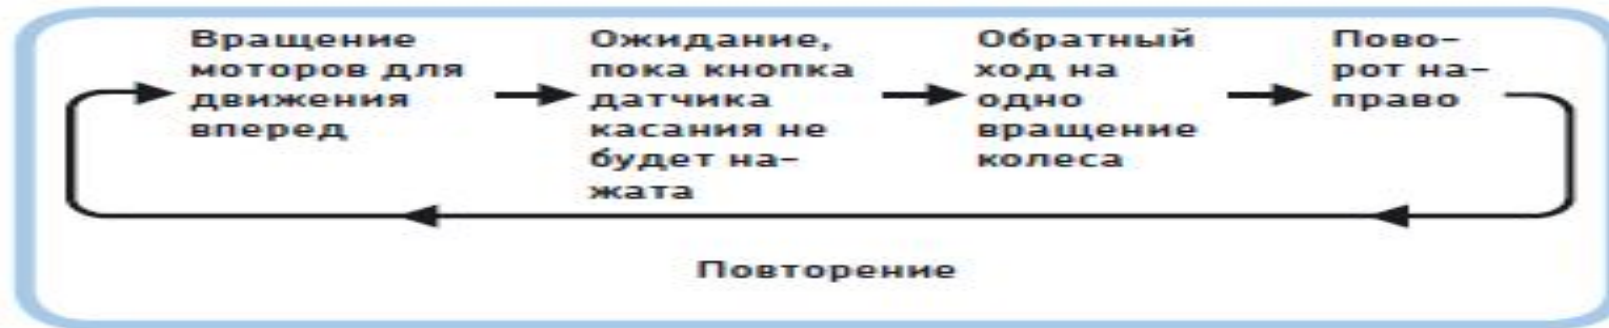 Вращение
моторов для
движения
вперед
Ожидание,
пока кнопка
датчика
касания не
будет на-
жата
Обратный
ход на
одно
вращение
колеса
Пово-
рот на-
право
Повторение